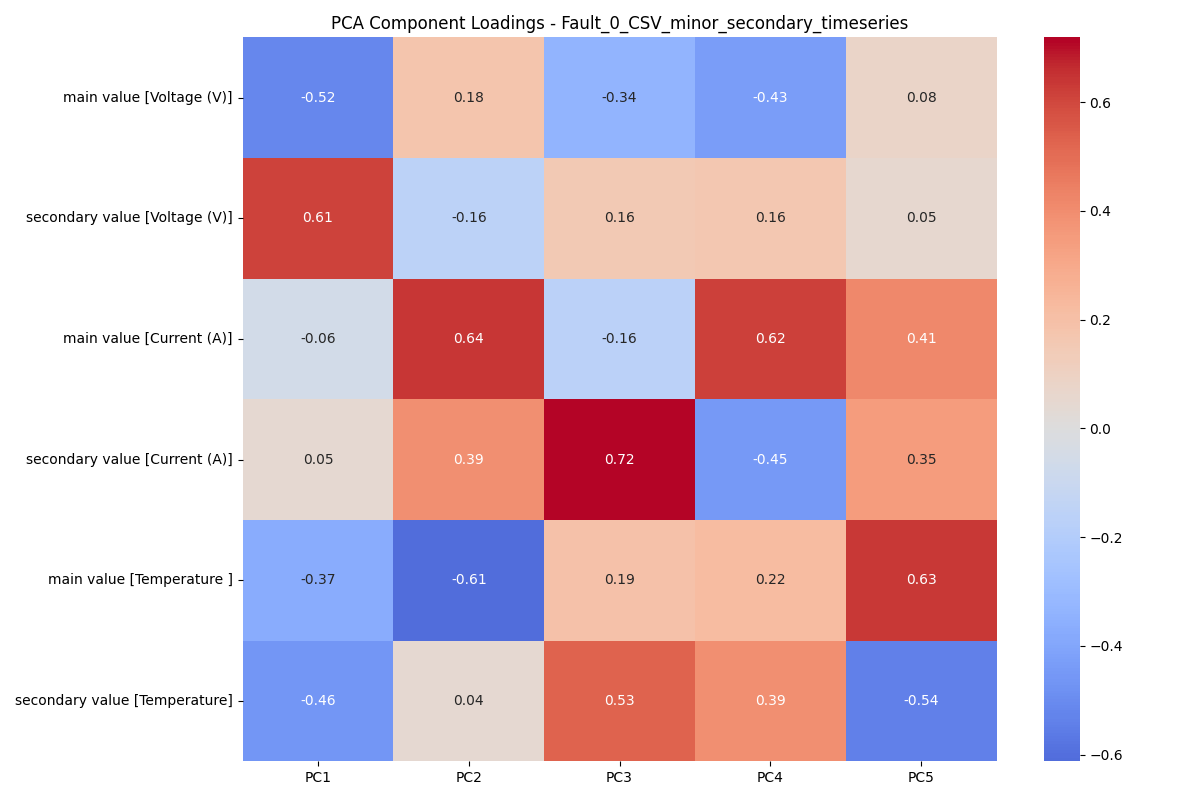 PCA Component Loadings - Fault_0_CSV_minor_secondary_timeseries
main value [Voltage (V)] -0.52 0.18 -0.34 -0.43 0.08
secondary value [Voltage (V)] 0.61 -0.16 0.16 0.16 0.05
main value [Current (A)] -0.06 0.64 -0.16 0.62 0.41
secondary value [Current (A)] 0.05 0.39 0.72 -0.45 0.35
main value [Temperature ] -0.37 -0.61 0.19 0.22 0.63
secondary value [Temperature] -0.46 0.04 0.53 0.39 -0.54
PC1 PC2 PC3 PC4 PC5
0.6
0.4
0.2
0.0
−0.2
−0.4
−0.6